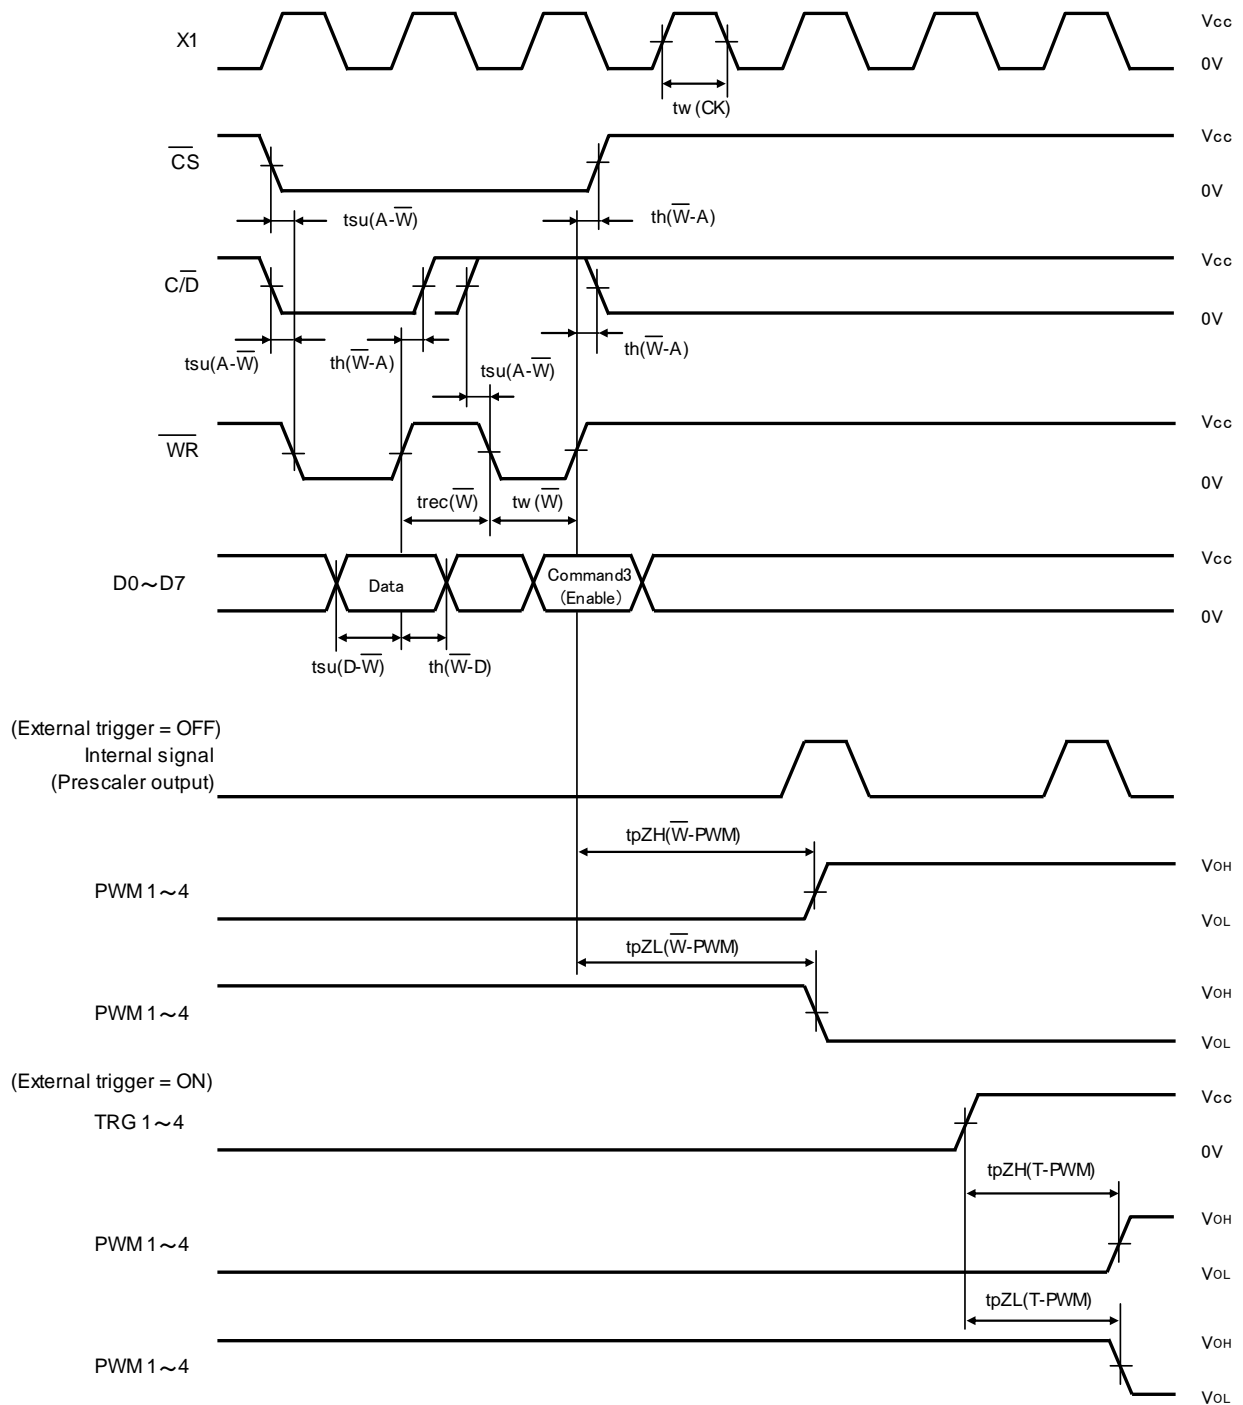 X1
Vcc
0V
tw (CK)
C̅S̅
Vcc
0V
tsu(A-W̅)
th(W̅-A)
C/D̅
Vcc
0V
tsu(A-W̅)
th(W̅-A)
tsu(A-W̅)
th(W̅-A)
W̅R̅
Vcc
0V
trec(W̅)
tw (W̅)
D0～D7
Data
Command3
（Enable）
Vcc
0V
tsu(D-W̅)
th(W̅-D)
(External trigger = OFF)
Internal signal
(Prescaler output)
tpZH(W̅-PWM)
PWM 1～4
VOH
VOL
tpZL(W̅-PWM)
PWM 1～4
VOH
VOL
(External trigger = ON)
TRG 1～4
Vcc
0V
tpZH(T-PWM)
PWM 1～4
VOH
VOL
tpZL(T-PWM)
PWM 1～4
VOH
VOL